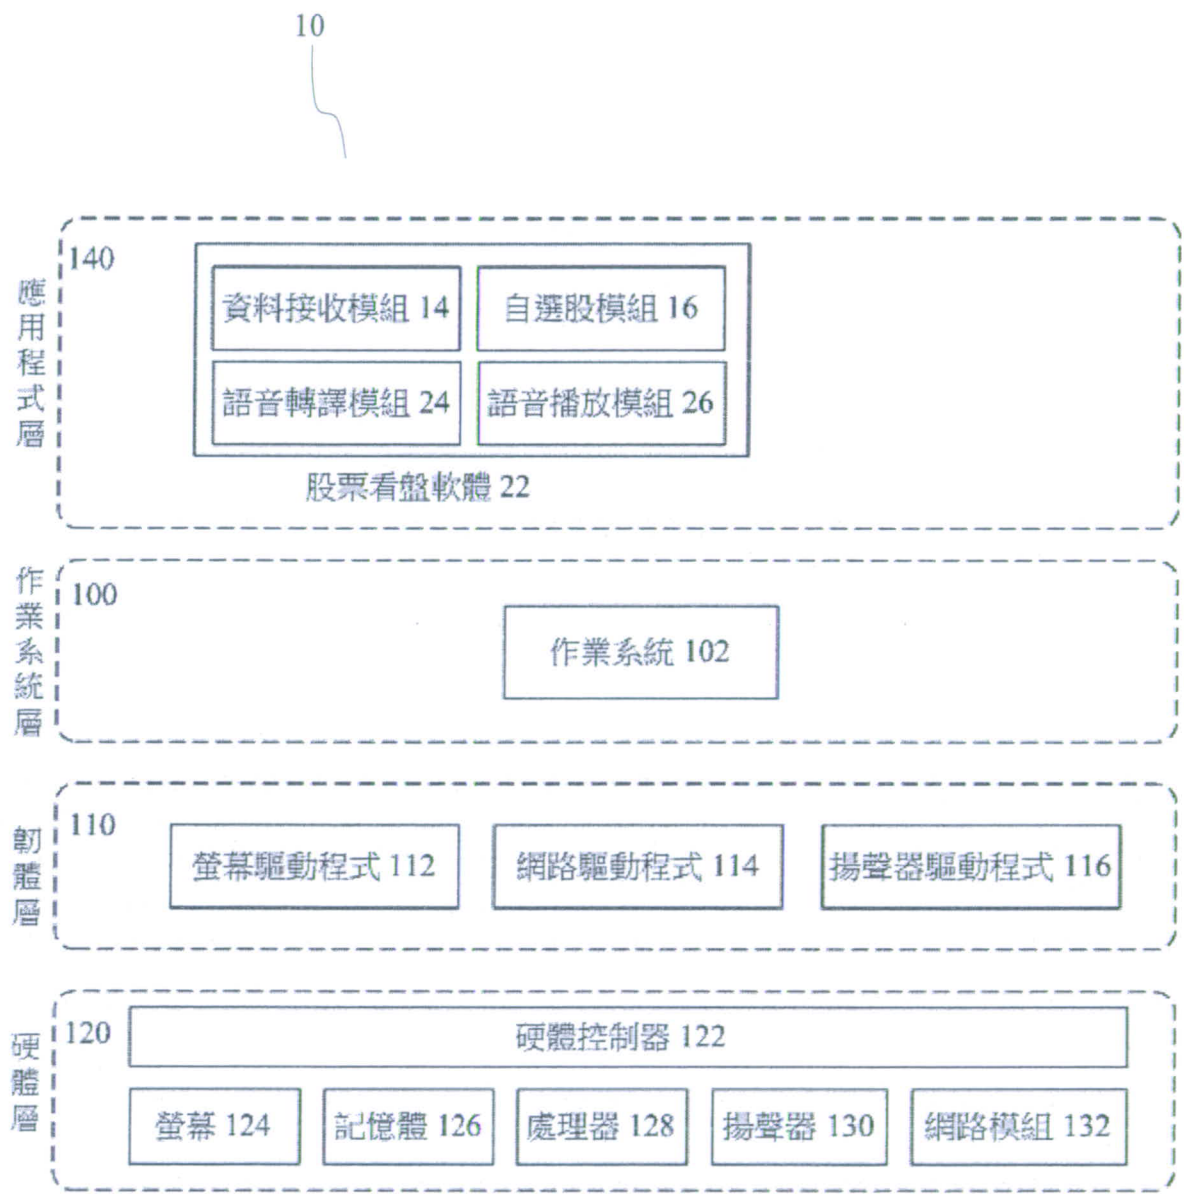 10
應用程式層
140
資料接收模組 14
自選股模組 16
語音轉譯模組 24
語音播放模組 26
股票看盤軟體 22
作業系統層
100
作業系統 102
韌體層
110
螢幕驅動程式 112
網路驅動程式 114
揚聲器驅動程式 116
硬體層
120
硬體控制器 122
螢幕 124
記憶體 126
處理器 128
揚聲器 130
網路模組 132